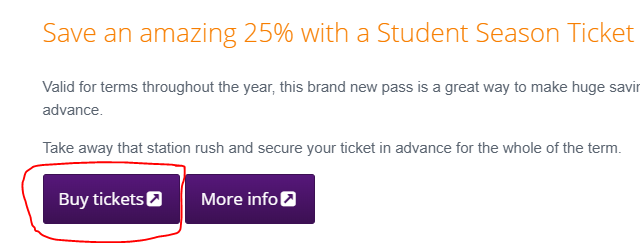 Save an amazing 25% with a Student Season Ticket
Valid for terms throughout the year, this brand new pass is a great way to make huge
advance.
Take away that station rush and secure your ticket in advance for the whole of the term.
Buy tickets More info